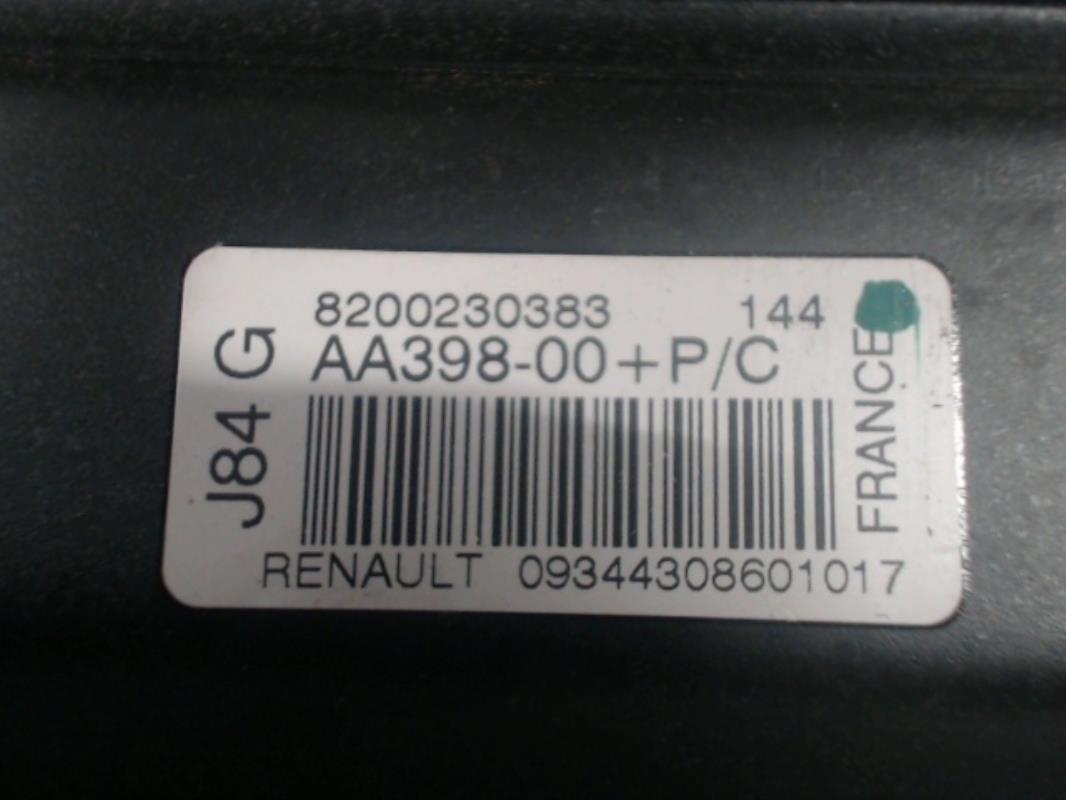 8200230383 144
AA398-00+P/C
J84 G
FRANCE
RENAULT 09344308601017